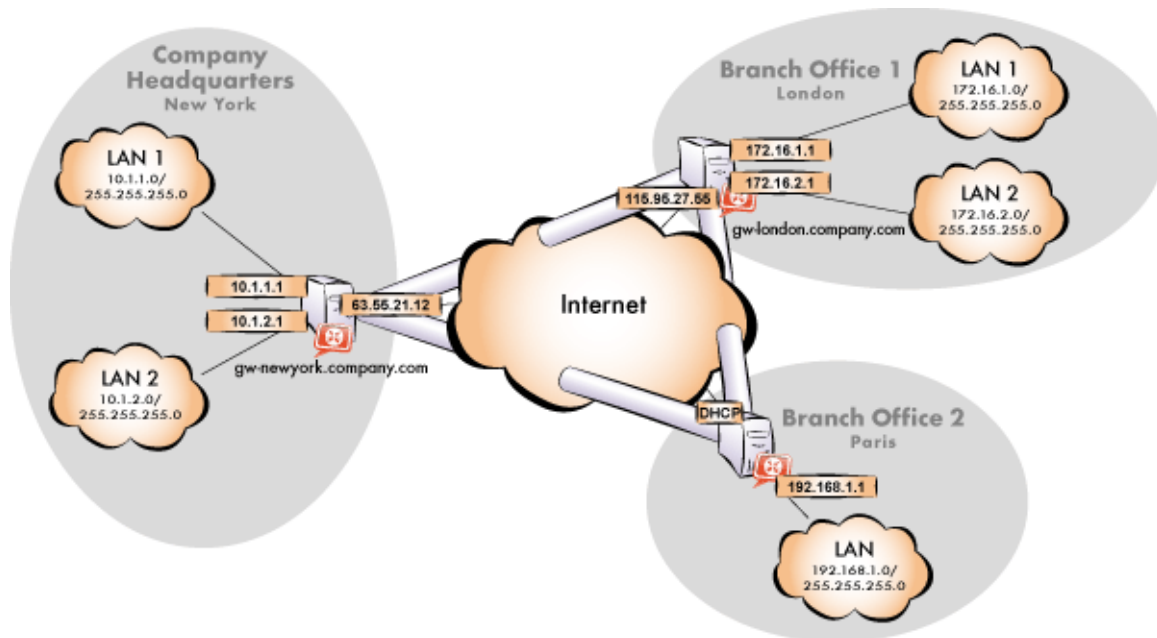 Company
Headquarters
New York
LAN 1
10.1.1.0/
255.255.255.0
10.1.1.1
10.1.2.1
63.55.21.12
gw-newyork.company.com
LAN 2
10.1.2.0/
255.255.255.0
Internet
Branch Office 1
London
LAN 1
172.16.1.0/
255.255.255.0
172.16.1.1
172.16.2.1
115.95.27.55
gw-london.company.com
LAN 2
172.16.2.0/
255.255.255.0
Branch Office 2
Paris
DHCP
192.168.1.1
LAN
192.168.1.0/
255.255.255.0